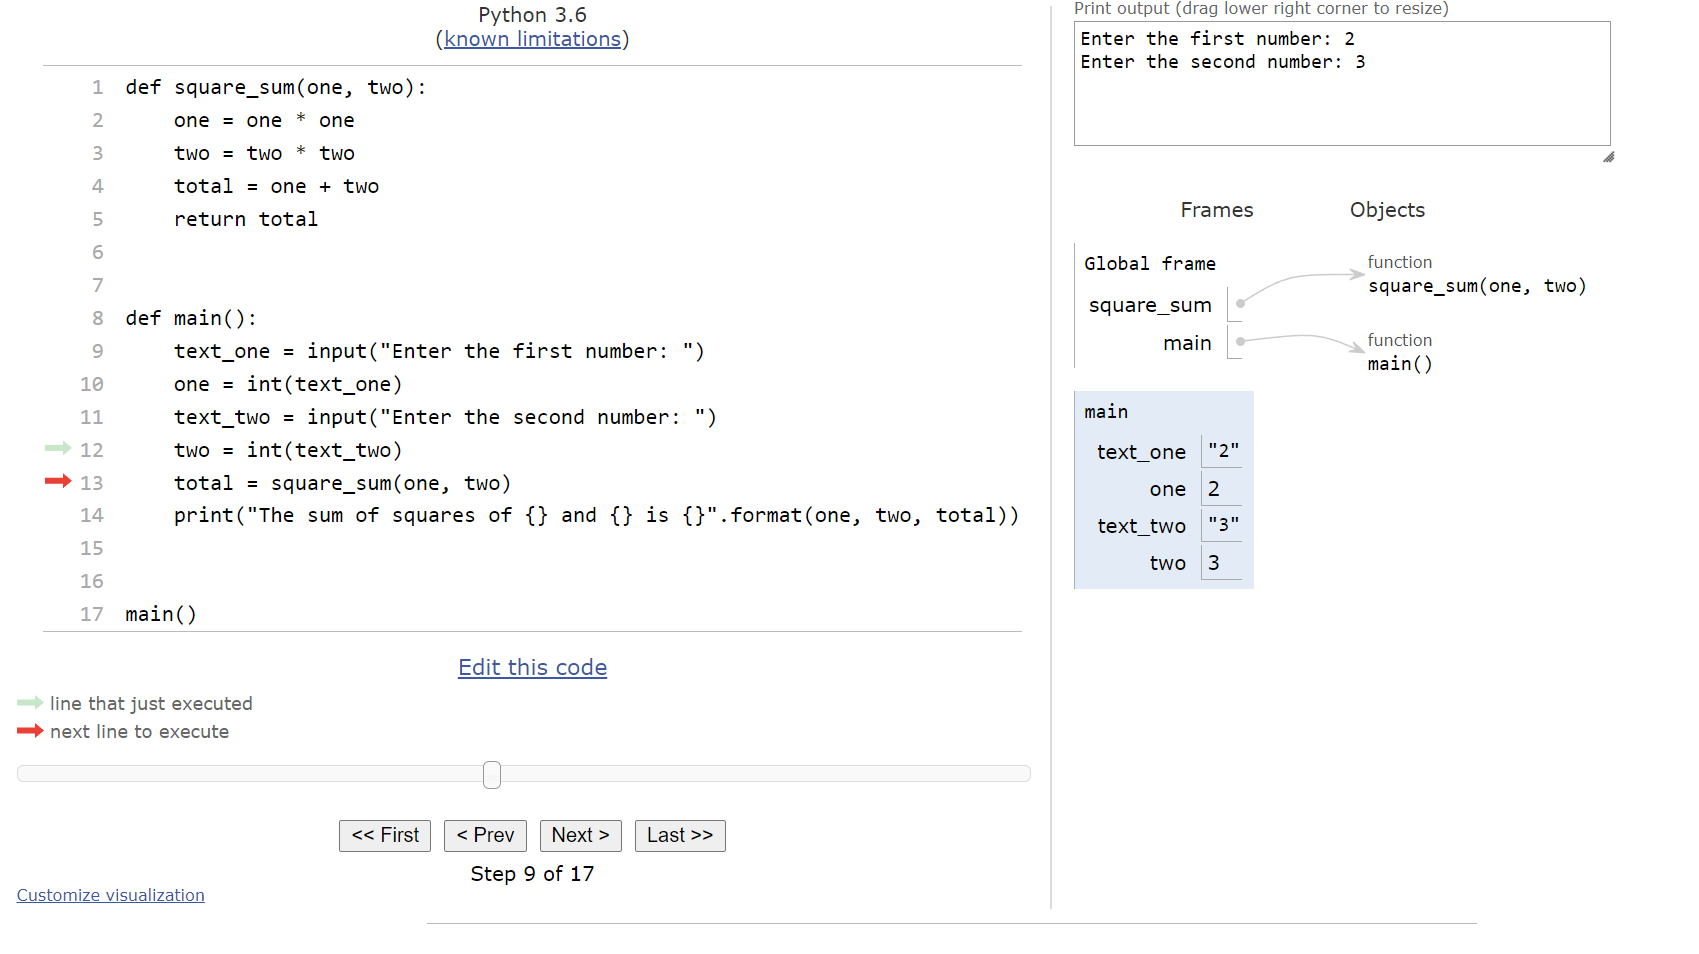 Python 3.6
(known limitations)
1 def square_sum(one, two):
2     one = one * one
3     two = two * two
4     total = one + two
5     return total
6
7
8 def main():
9     text_one = input("Enter the first number: ")
10     one = int(text_one)
11     text_two = input("Enter the second number: ")
12     two = int(text_two)
13     total = square_sum(one, two)
14     print("The sum of squares of {} and {} is {}".format(one, two, total))
15
16
17 main()
Edit this code
line that just executed
next line to execute
<< First < Prev Next > Last >>
Step 9 of 17
Customize visualization
Print output (drag lower right corner to resize)
Enter the first number: 2
Enter the second number: 3
Frames Objects
Global frame
square_sum
main
function
square_sum(one, two)
function
main()
main
text_one "2"
one 2
text_two "3"
two 3